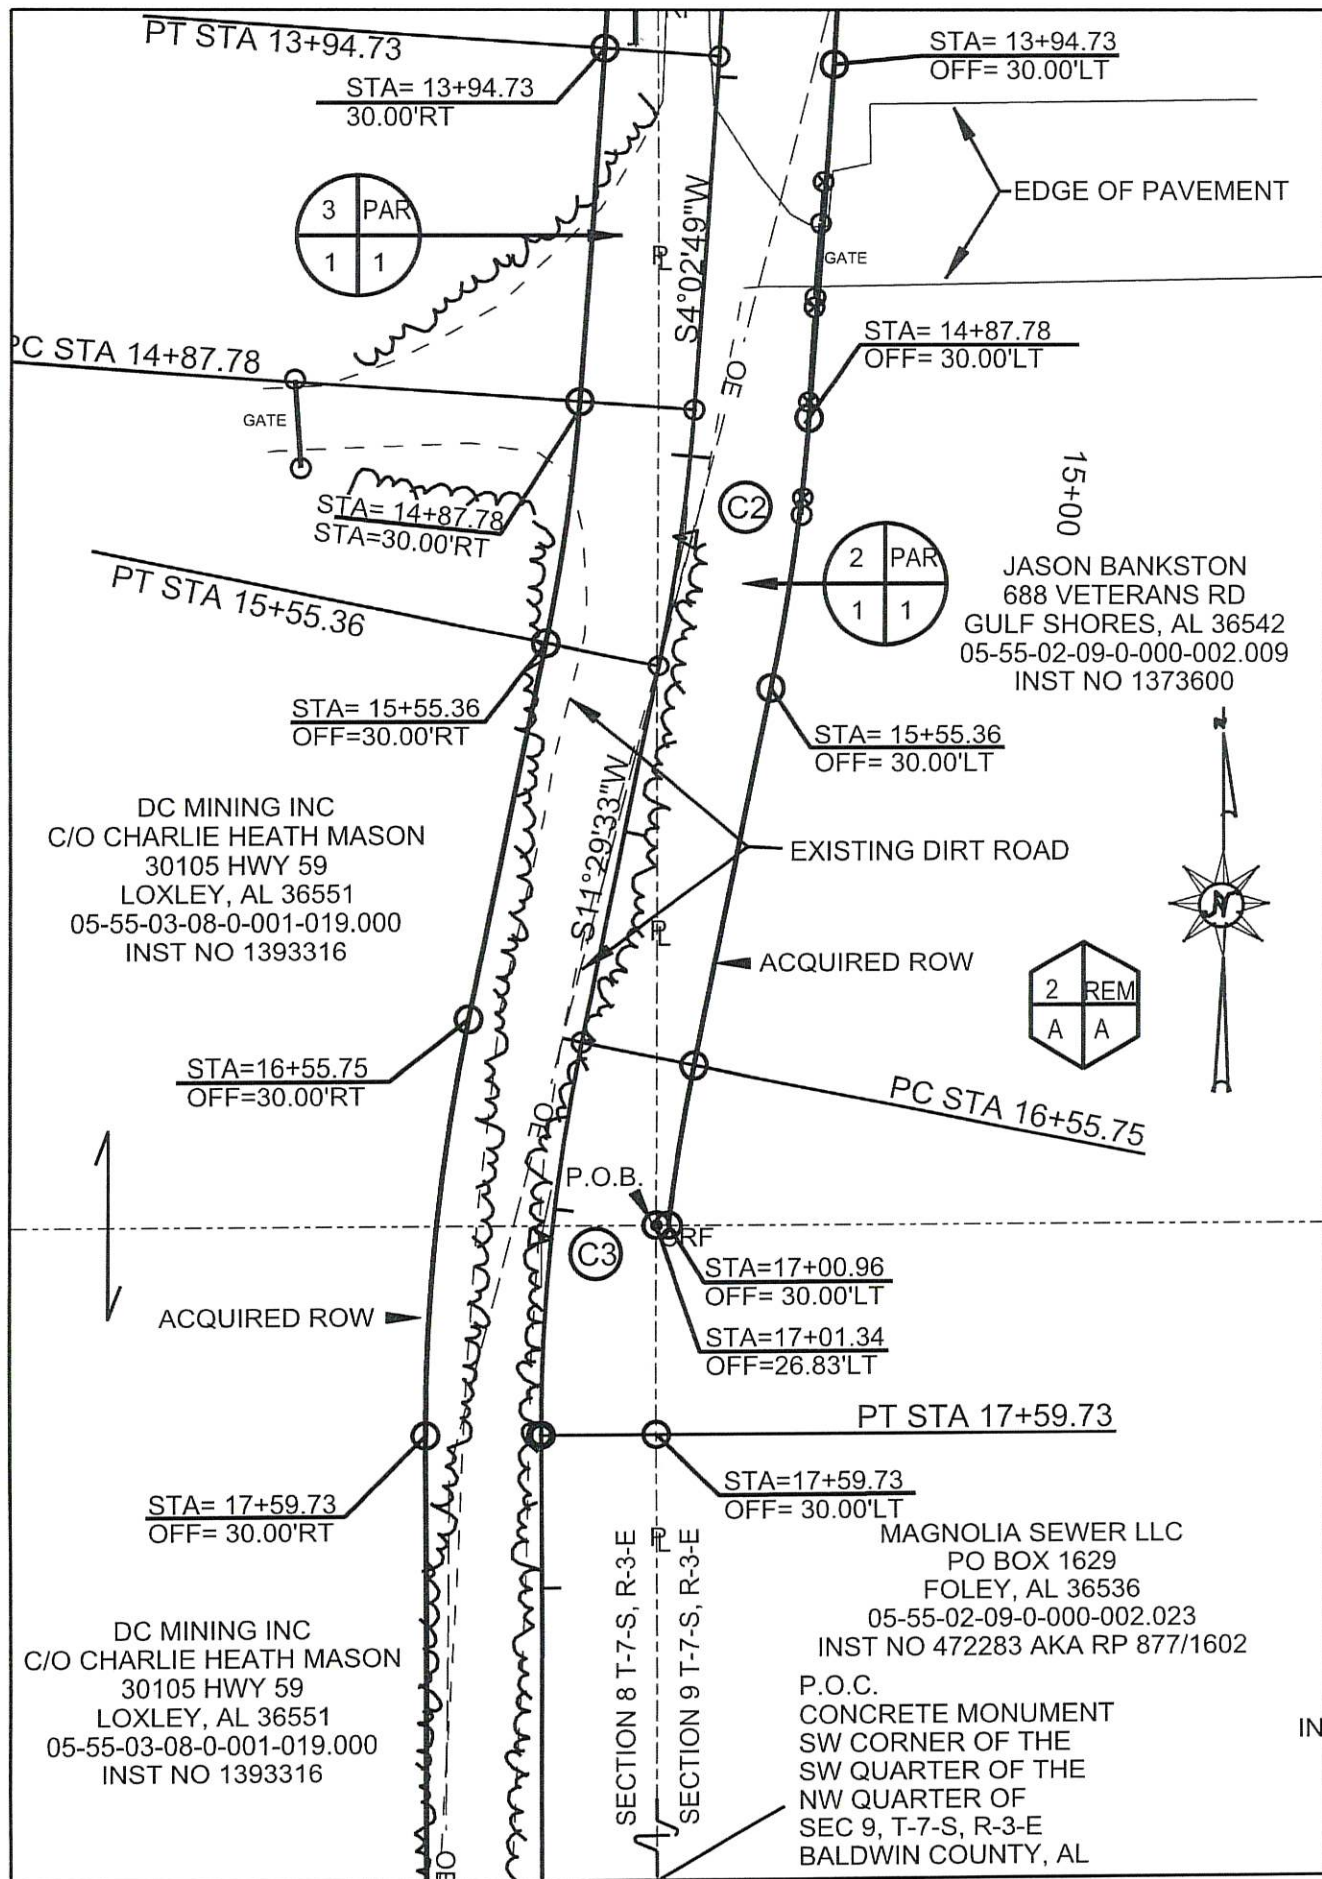 PT STA 13+94.73
STA= 13+94.73
30.00'RT
STA= 13+94.73
OFF= 30.00'LT
EDGE OF PAVEMENT
3 PAR
1 1
S4°02'49"W
PL
GATE
OE
STA= 14+87.78
OFF= 30.00'LT
PC STA 14+87.78
GATE
STA= 14+87.78
STA=30.00'RT
C2
15+00
2 PAR
1 1
JASON BANKSTON
688 VETERANS RD
GULF SHORES, AL 36542
05-55-02-09-0-000-002.009
INST NO 1373600
PT STA 15+55.36
STA= 15+55.36
OFF=30.00'RT
STA= 15+55.36
OFF= 30.00'LT
N
DC MINING INC
C/O CHARLIE HEATH MASON
30105 HWY 59
LOXLEY, AL 36551
05-55-03-08-0-001-019.000
INST NO 1393316
S11°29'33"W
EXISTING DIRT ROAD
N
PL
ACQUIRED ROW
2 REM
A A
STA=16+55.75
OFF=30.00'RT
PC STA 16+55.75
OE
P.O.B.
CRF
C3
STA=17+00.96
OFF= 30.00'LT
STA=17+01.34
OFF=26.83'LT
ACQUIRED ROW
PT STA 17+59.73
STA=17+59.73
OFF= 30.00'LT
STA= 17+59.73
OFF= 30.00'RT
SECTION 8 T-7-S, R-3-E
PL
SECTION 9 T-7-S, R-3-E
MAGNOLIA SEWER LLC
PO BOX 1629
FOLEY, AL 36536
05-55-02-09-0-000-002.023
INST NO 472283 AKA RP 877/1602
DC MINING INC
C/O CHARLIE HEATH MASON
30105 HWY 59
LOXLEY, AL 36551
05-55-03-08-0-001-019.000
INST NO 1393316
P.O.C.
CONCRETE MONUMENT
SW CORNER OF THE
SW QUARTER OF THE
NW QUARTER OF
SEC 9, T-7-S, R-3-E
BALDWIN COUNTY, AL
IN
OE